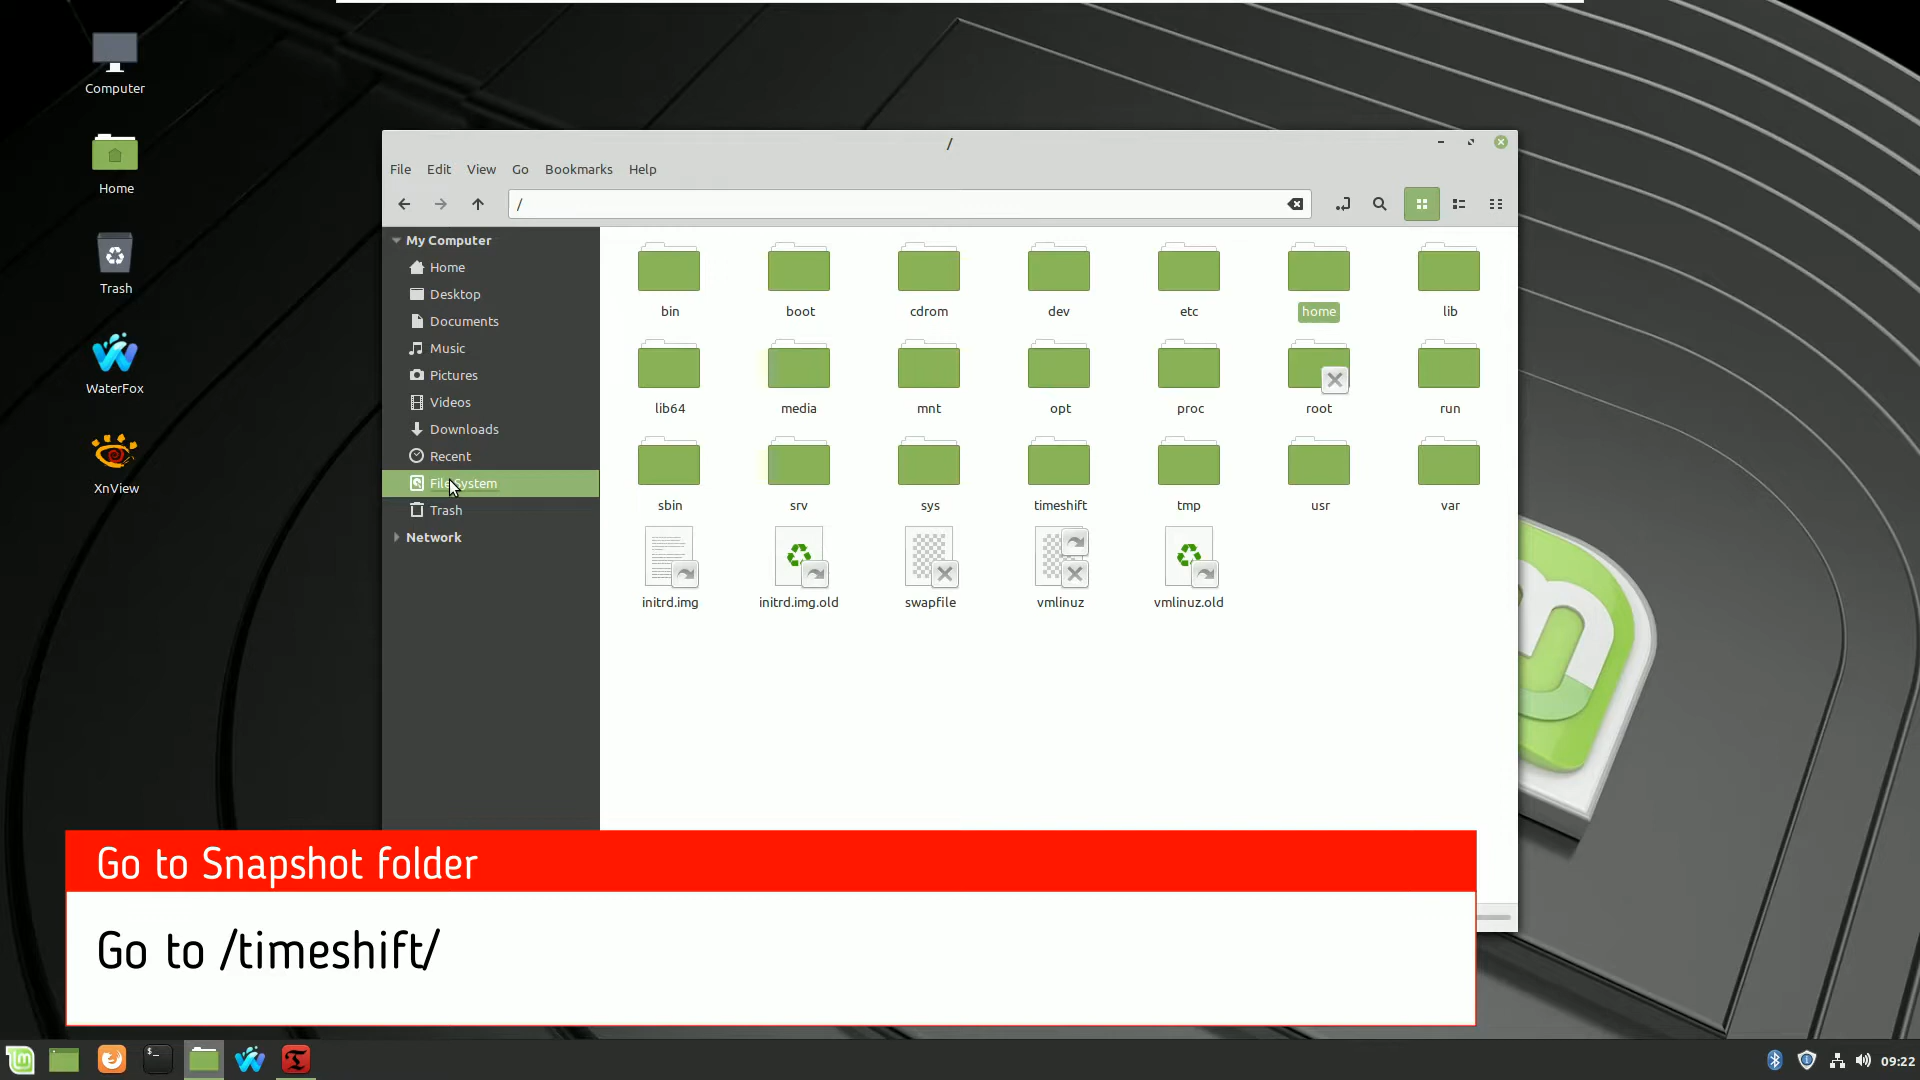 Computer
Home
Trash
WaterFox
XnView
/
File Edit View Go Bookmarks Help
/
My Computer
Home
Desktop
Documents
Music
Pictures
Videos
Downloads
Recent
File System
Trash
Network
bin boot cdrom dev etc home lib
lib64 media mnt opt proc root run
sbin srv sys timeshift tmp usr var
initrd.img initrd.img.old swapfile vmlinuz vmlinuz.old
Go to Snapshot folder
Go to /timeshift/
09:22